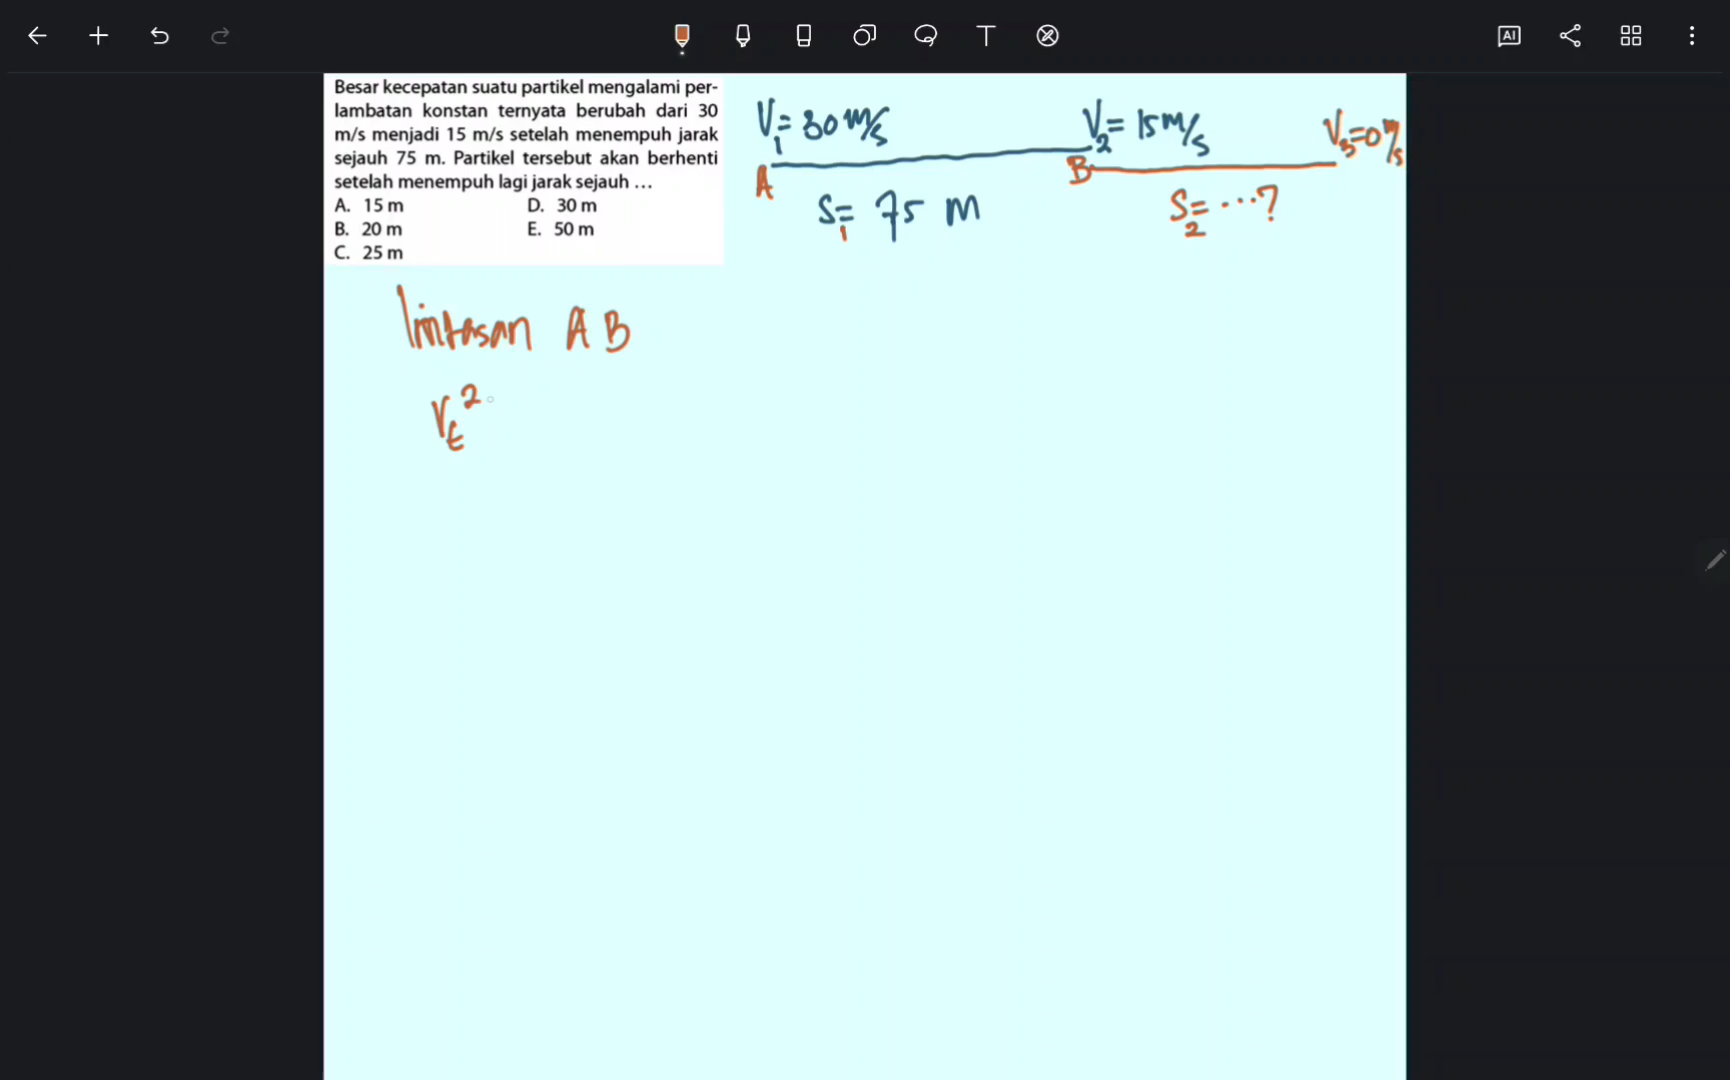 Besar kecepatan suatu partikel mengalami per-
lambatan konstan ternyata berubah dari 30
m/s menjadi 15 m/s setelah menempuh jarak
sejauh 75 m. Partikel tersebut akan berhenti
setelah menempuh lagi jarak sejauh ...
A. 15 m D. 30 m
B. 20 m E. 50 m
C. 25 m
V₁ = 30 m/s V₂ = 15 m/s V₃ = 0 m/s
A B
S₁ = 75 m S₂ = ...?
lintasan AB
Vt²
T
AI